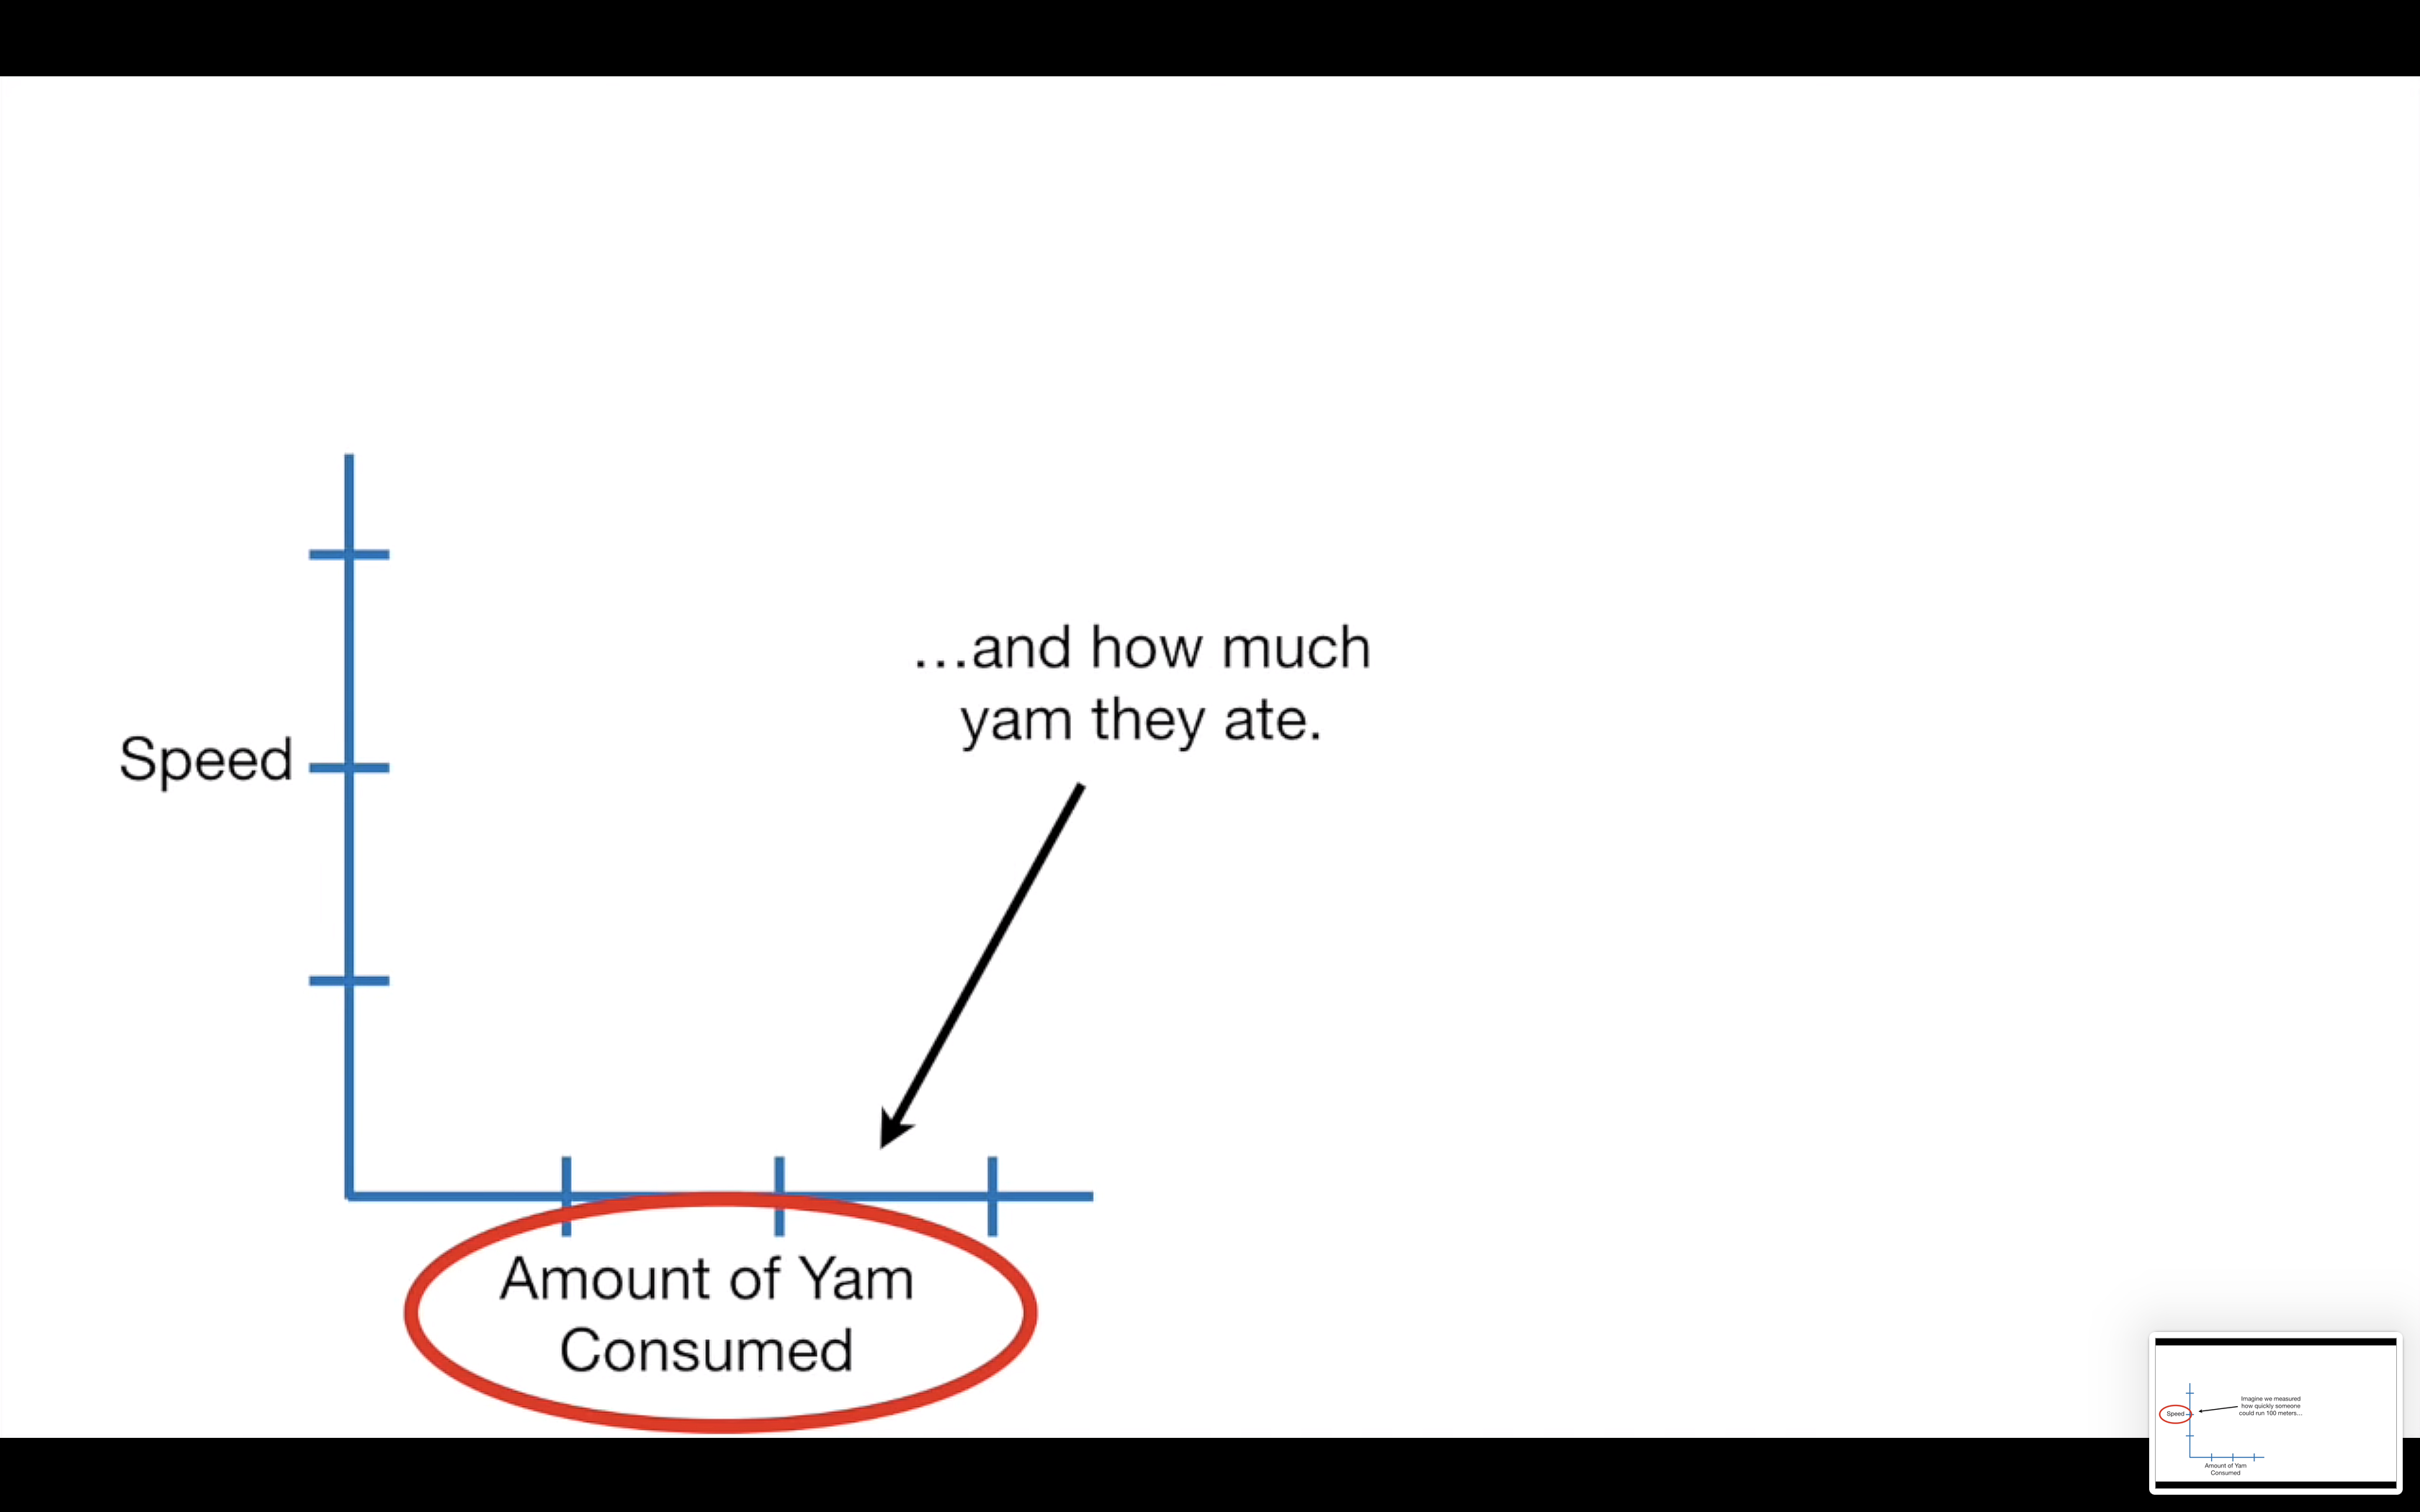 …and how much
yam they ate.
Speed
Amount of Yam
Consumed
Imagine we measured
how quickly someone
could run 100 meters…
Speed
Amount of Yam
Consumed